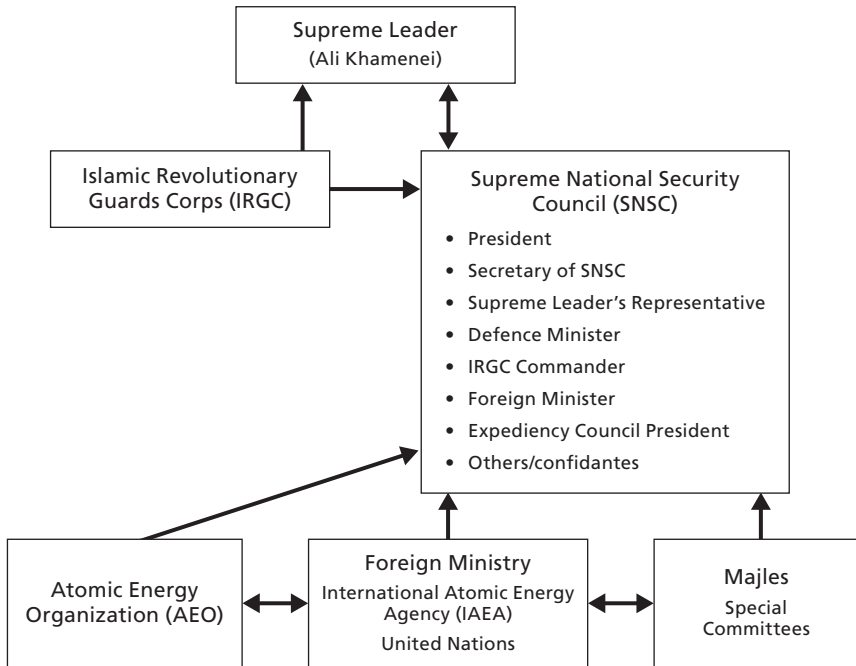 Supreme Leader
(Ali Khamenei)
Islamic Revolutionary
Guards Corps (IRGC)
Supreme National Security
Council (SNSC)
• President
• Secretary of SNSC
• Supreme Leader’s Representative
• Defence Minister
• IRGC Commander
• Foreign Minister
• Expediency Council President
• Others/confidantes
Atomic Energy
Organization (AEO)
Foreign Ministry
International Atomic Energy
Agency (IAEA)
United Nations
Majles
Special
Committees